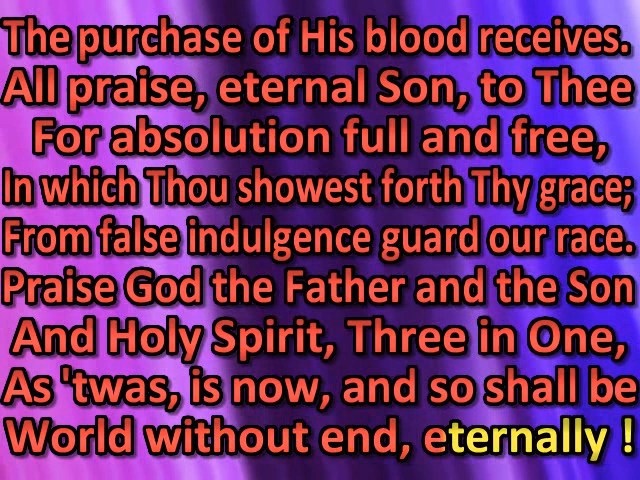 The purchase of His blood receives.
All praise, eternal Son, to Thee
For absolution full and free,
In which Thou showest forth Thy grace;
From false indulgence guard our race.
Praise God the Father and the Son
And Holy Spirit, Three in One,
As 'twas, is now, and so shall be
World without end, eternally !